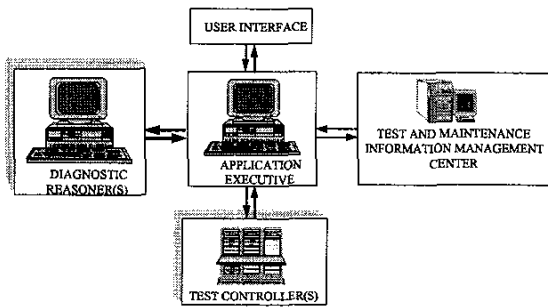 USER INTERFACE
DIAGNOSTIC
REASONER(S)
APPLICATION
EXECUTIVE
TEST AND MAINTENANCE
INFORMATION MANAGEMENT
CENTER
TEST CONTROLLER(S)